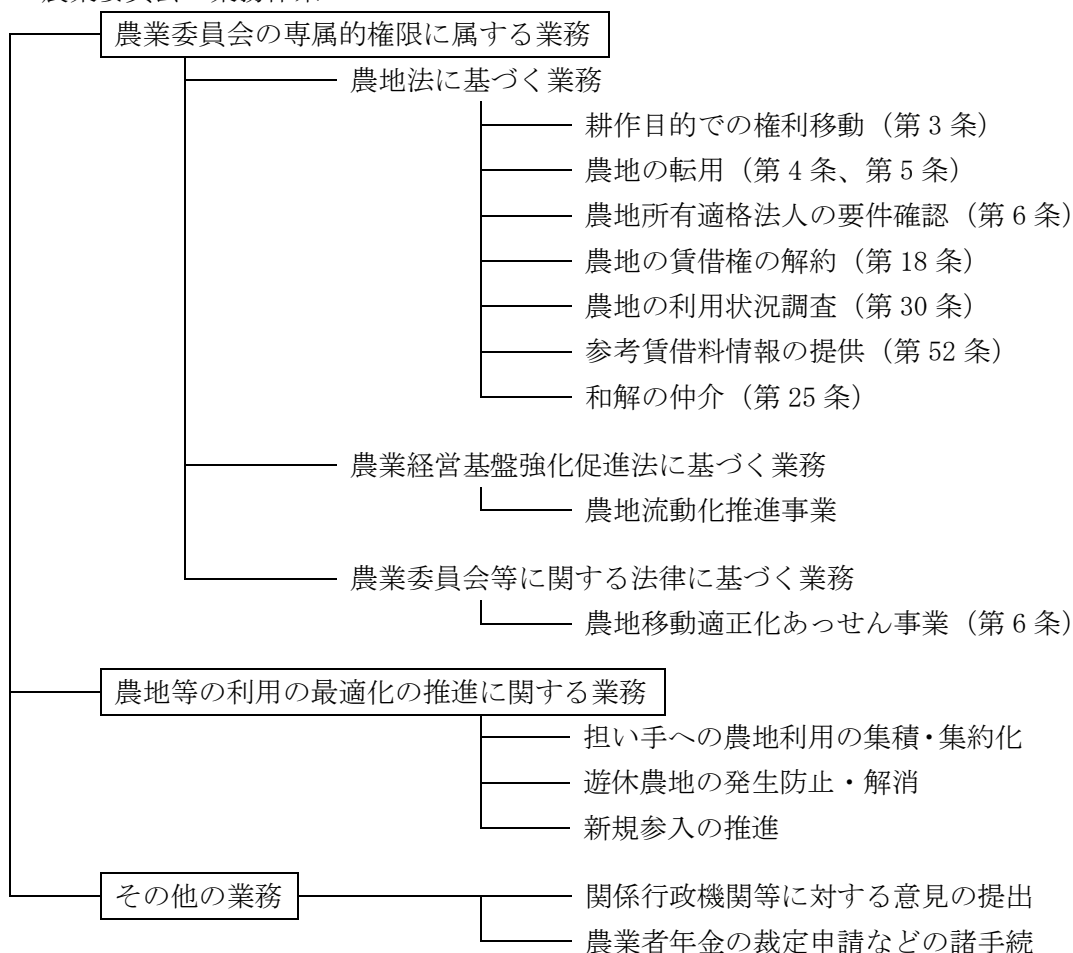 農業委員会の専属的権限に属する業務
農地法に基づく業務
耕作目的での権利移動（第 3 条）
農地の転用（第 4 条、第 5 条）
農地所有適格法人の要件確認（第 6 条）
農地の賃借権の解約（第 18 条）
農地の利用状況調査（第 30 条）
参考賃借料情報の提供（第 52 条）
和解の仲介（第 25 条）
農業経営基盤強化促進法に基づく業務
農地流動化推進事業
農業委員会等に関する法律に基づく業務
農地移動適正化あっせん事業（第 6 条）
農地等の利用の最適化の推進に関する業務
担い手への農地利用の集積・集約化
遊休農地の発生防止・解消
新規参入の推進
その他の業務
関係行政機関等に対する意見の提出
農業者年金の裁定申請などの諸手続